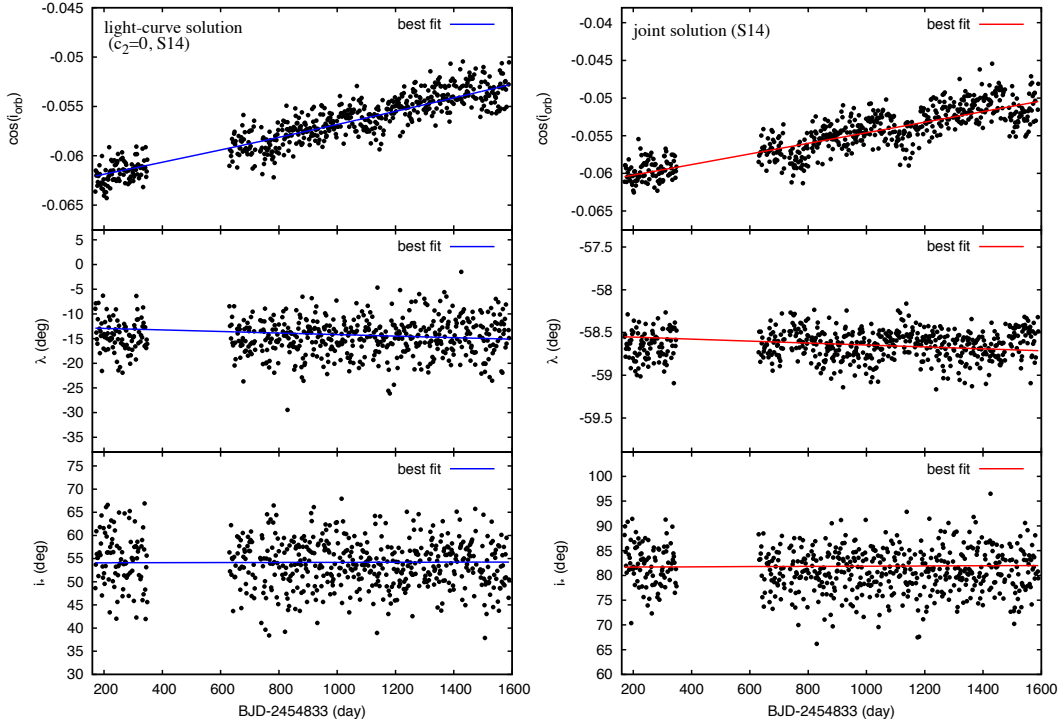 light-curve solution
(c2=0, S14)
best fit
cos(iorb)
-0.05
-0.055
-0.06
-0.065
best fit
λ (deg)
5
0
-5
-10
-15
-20
-25
-30
-35
best fit
i⋆ (deg)
75
70
65
60
55
50
45
40
35
30
200 400 600 800 1000 1200 1400 1600
BJD-2454833 (day)
joint solution (S14)
best fit
cos(iorb)
-0.04
-0.045
-0.05
-0.055
-0.06
-0.065
best fit
λ (deg)
-57.5
-58
-58.5
-59
-59.5
best fit
i⋆ (deg)
100
95
90
85
80
75
70
65
60
200 400 600 800 1000 1200 1400 1600
BJD-2454833 (day)